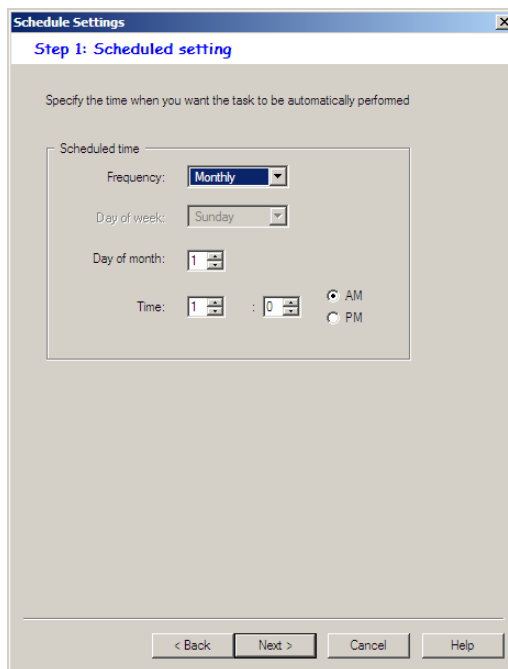 Schedule Settings
Step 1: Scheduled setting
Specify the time when you want the task to be automatically performed
Scheduled time
Frequency: Monthly
Day of week: Sunday
Day of month: 1
Time: 1 : 0 AM
PM
< Back Next > Cancel Help